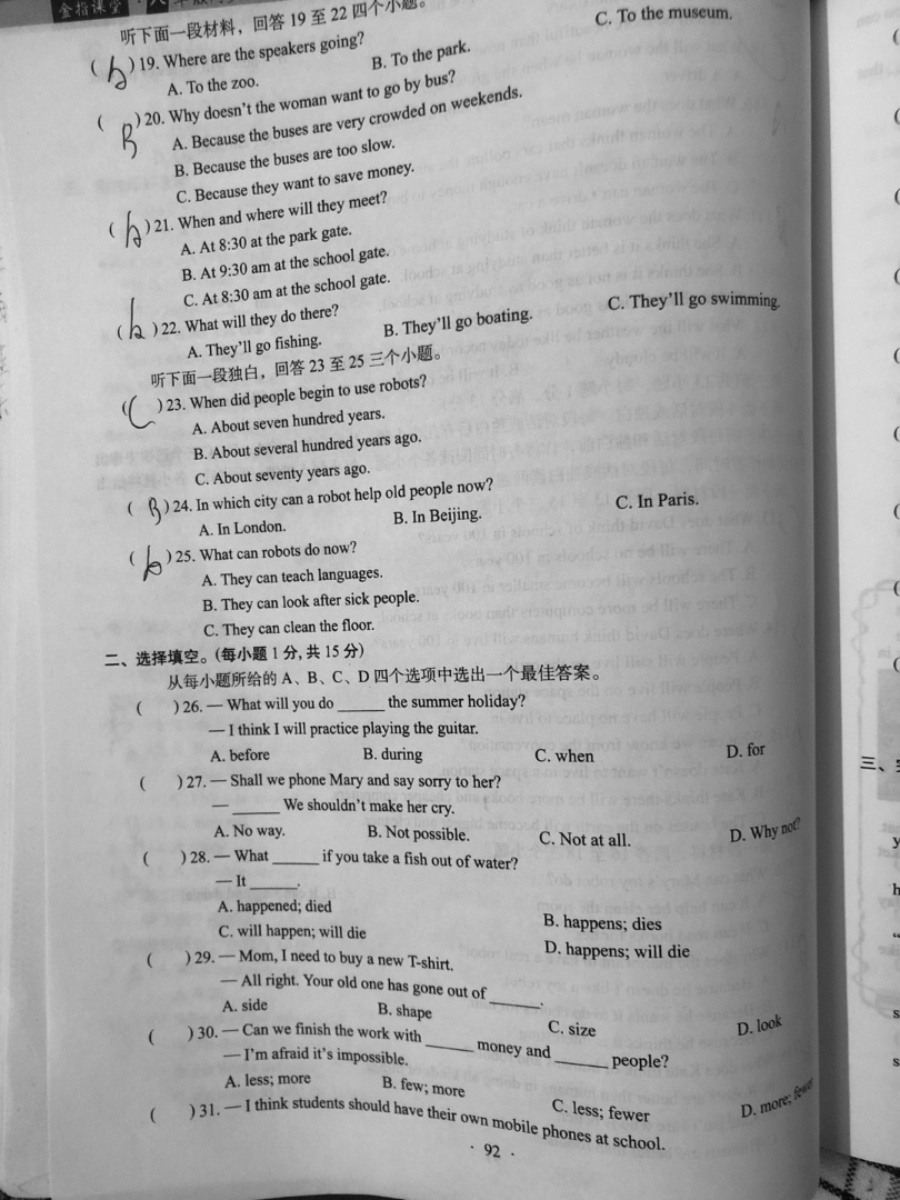 金指课堂
听下面一段材料，回答 19 至 22 四个小题。
(A) 19. Where are the speakers going?
A. To the zoo. B. To the park. C. To the museum.
(B) 20. Why doesn't the woman want to go by bus?
A. Because the buses are very crowded on weekends.
B. Because the buses are too slow.
C. Because they want to save money.
( ) 21. When and where will they meet?
A. At 8:30 at the park gate.
B. At 9:30 am at the school gate.
C. At 8:30 am at the school gate.
( ) 22. What will they do there?
A. They'll go fishing. B. They'll go boating. C. They'll go swimming.
听下面一段独白，回答 23 至 25 三个小题。
(C) 23. When did people begin to use robots?
A. About seven hundred years.
B. About several hundred years ago.
C. About seventy years ago.
(B) 24. In which city can a robot help old people now?
A. In London. B. In Beijing. C. In Paris.
( ) 25. What can robots do now?
A. They can teach languages.
B. They can look after sick people.
C. They can clean the floor.
二、选择填空。(每小题 1 分, 共 15 分)
从每小题所给的 A、B、C、D 四个选项中选出一个最佳答案。
( ) 26. — What will you do ______ the summer holiday?
— I think I will practice playing the guitar.
A. before B. during C. when D. for
( ) 27. — Shall we phone Mary and say sorry to her?
— ______ We shouldn't make her cry.
A. No way. B. Not possible. C. Not at all. D. Why not?
( ) 28. — What ______ if you take a fish out of water?
— It ______.
A. happened; died B. happens; dies
C. will happen; will die D. happens; will die
( ) 29. — Mom, I need to buy a new T-shirt.
— All right. Your old one has gone out of ______.
A. side B. shape C. size D. look
( ) 30. — Can we finish the work with ______ money and ______ people?
— I'm afraid it's impossible.
A. less; more B. few; more C. less; fewer D. more; fewer
( ) 31. — I think students should have their own mobile phones at school.
· 92 ·
三、